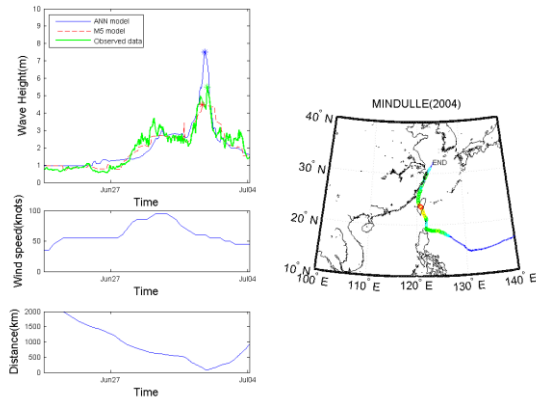 ANN model
M5 model
Observed data
10
9
8
7
6
5
4
3
2
1
0
Wave Height(m)
Jun27
Jul04
Time
100
50
0
Wind speed(Knots)
Jun27
Jul04
Time
2000
1500
1000
500
0
Distance(km)
Jun27
Jul04
Time
MINDULLE(2004)
40° N
30° N
20° N
10° N
END
100° E
110° E
120° E
130° E
140° E